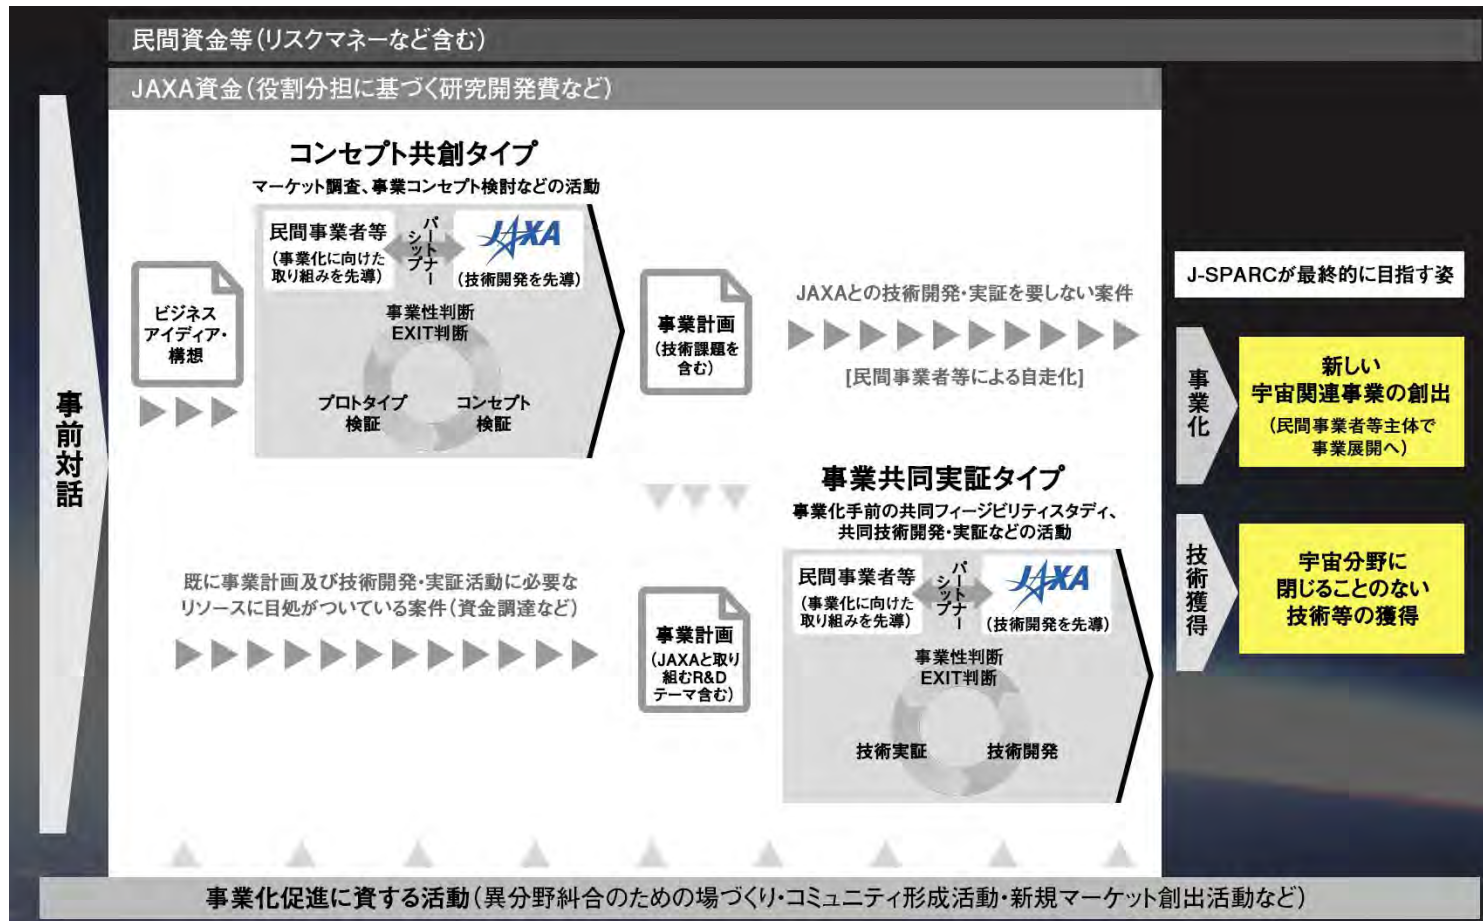 民間資金等(リスクマネーなど含む)
JAXA資金(役割分担に基づく研究開発費など)
事前対話
コンセプト共創タイプ
マーケット調査、事業コンセプト検討などの活動
民間事業者等
(事業化に向けた
取り組みを先導)
パートナー
シップ
JAXA
(技術開発を先導)
事業性判断
EXIT判断
プロトタイプ
検証
コンセプト
検証
ビジネス
アイディア・
構想
事業計画
(技術課題を
含む)
JAXAとの技術開発・実証を要しない案件
[民間事業者等による自走化]
既に事業計画及び技術開発・実証活動に必要な
リソースに目処がついている案件(資金調達など)
事業計画
(JAXAと取り
組むR&D
テーマ含む)
事業共同実証タイプ
事業化手前の共同フィージビリティスタディ、
共同技術開発・実証などの活動
民間事業者等
(事業化に向けた
取り組みを先導)
パートナー
シップ
JAXA
(技術開発を先導)
事業性判断
EXIT判断
技術実証
技術開発
J-SPARCが最終的に目指す姿
事業化
新しい
宇宙関連事業の創出
(民間事業者等主体で
事業展開へ)
技術獲得
宇宙分野に
閉じることのない
技術等の獲得
事業化促進に資する活動(異分野糾合のための場づくり・コミュニティ形成活動・新規マーケット創出活動など)